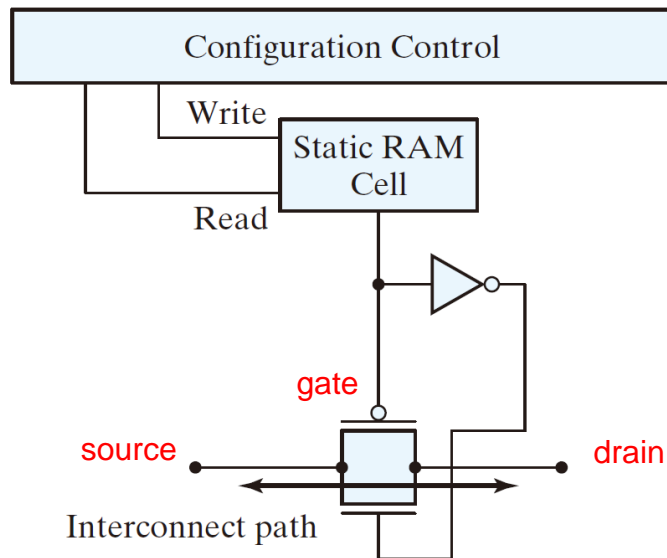 Configuration Control
Write
Static RAM
Cell
Read
gate
source
drain
Interconnect path